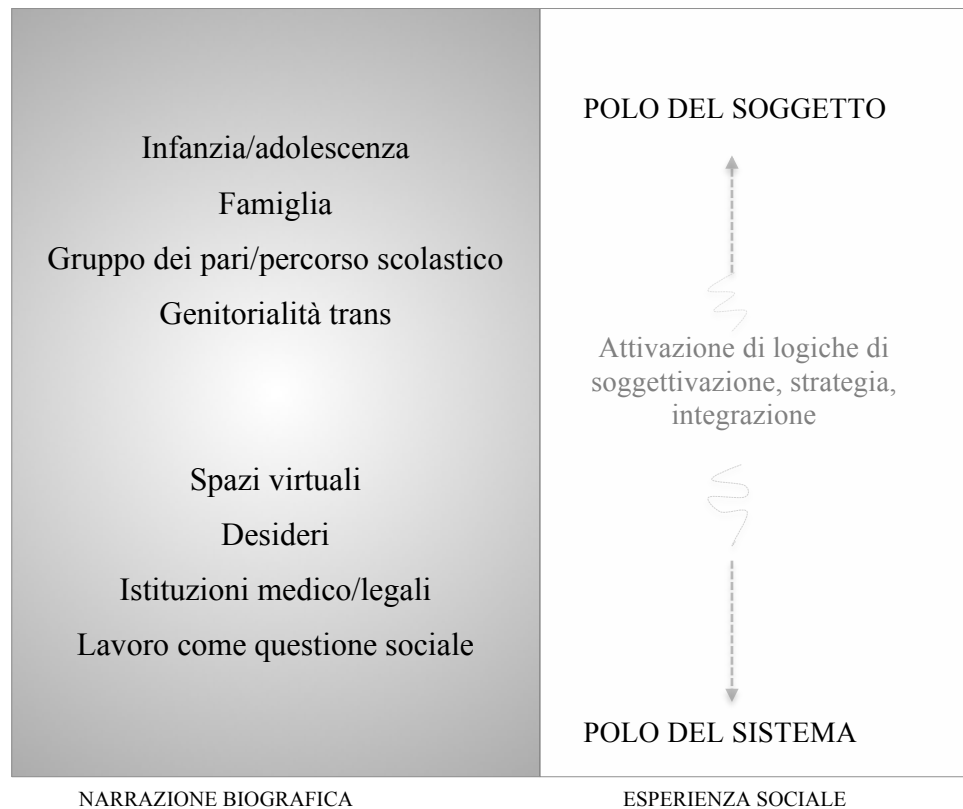 Infanzia/adolescenza
Famiglia
Gruppo dei pari/percorso scolastico
Genitorialità trans
Spazi virtuali
Desideri
Istituzioni medico/legali
Lavoro come questione sociale
POLO DEL SOGGETTO
Attivazione di logiche di
soggettivazione, strategia,
integrazione
POLO DEL SISTEMA
NARRAZIONE BIOGRAFICA
ESPERIENZA SOCIALE